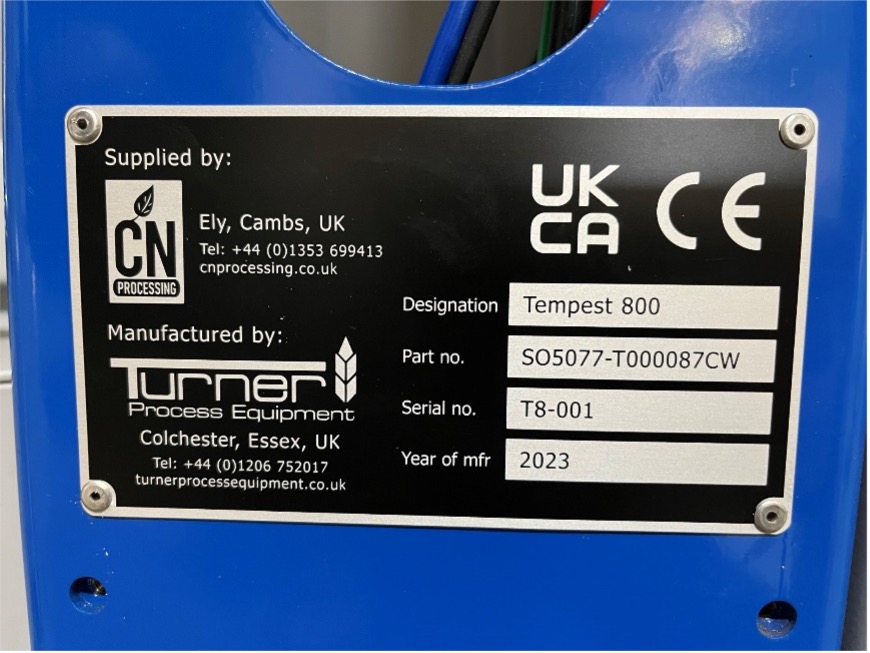 Supplied by:
CN
PROCESSING
Ely, Cambs, UK
Tel: +44 (0)1353 699413
cnprocessing.co.uk
Manufactured by:
Turner
Process Equipment
Colchester, Essex, UK
Tel: +44 (0)1206 752017
turnerprocessequipment.co.uk
UK
CA
CE
Designation Tempest 800
Part no. SO5077-T000087CW
Serial no. T8-001
Year of mfr 2023